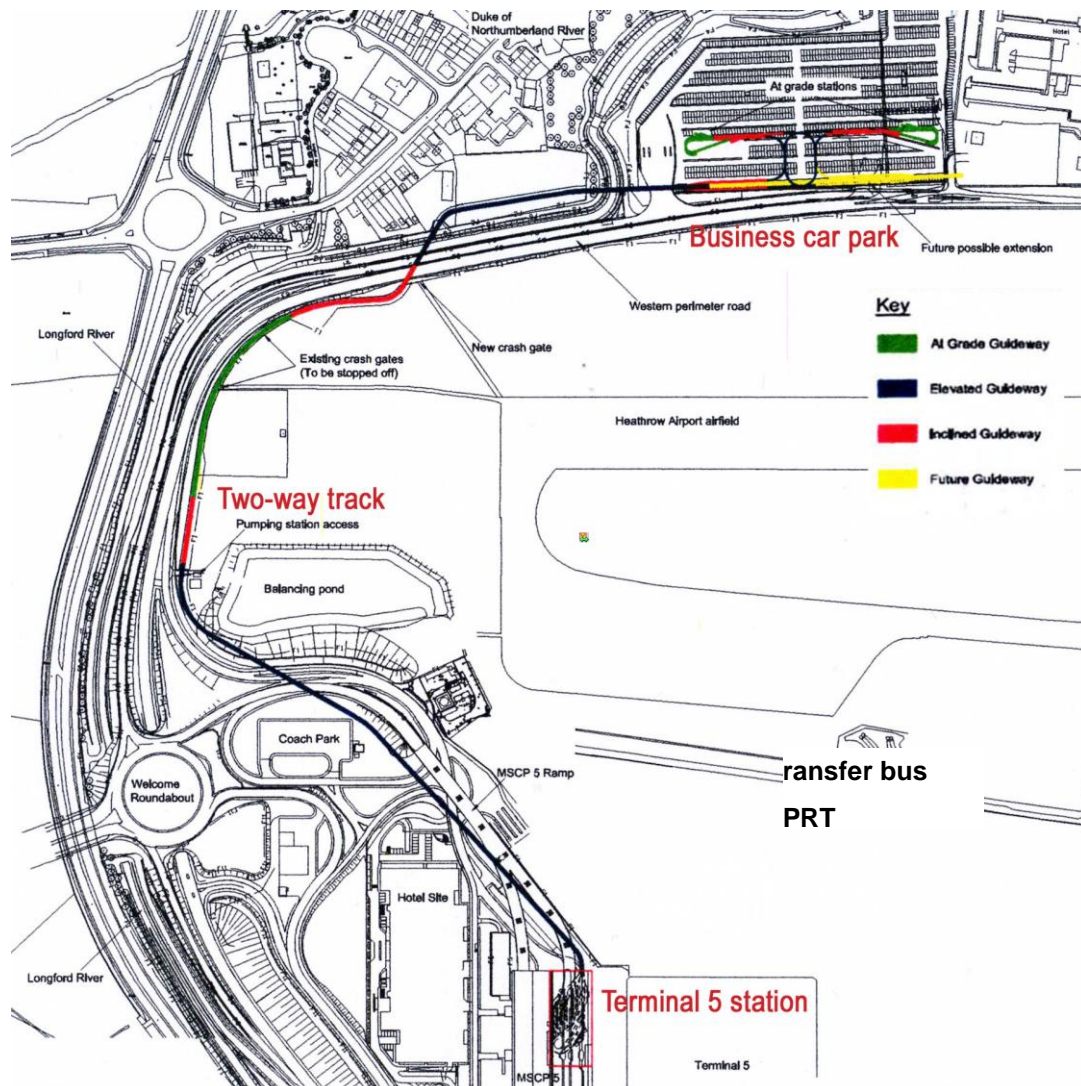 Duke of
Northumberland River
Hotel
At grade stations
Business car park
Future possible extension
Western perimeter road
Longford River
New crash gate
Existing crash gates
(To be stopped off)
Key
At Grade Guideway
Elevated Guideway
Inclined Guideway
Future Guideway
Heathrow Airport airfield
Two-way track
Pumping station access
Balancing pond
Coach Park
MSCP 5 Ramp
ransfer bus
PRT
Welcome
Roundabout
Hotel Site
Longford River
Terminal 5 station
Terminal 5
MSCP 5